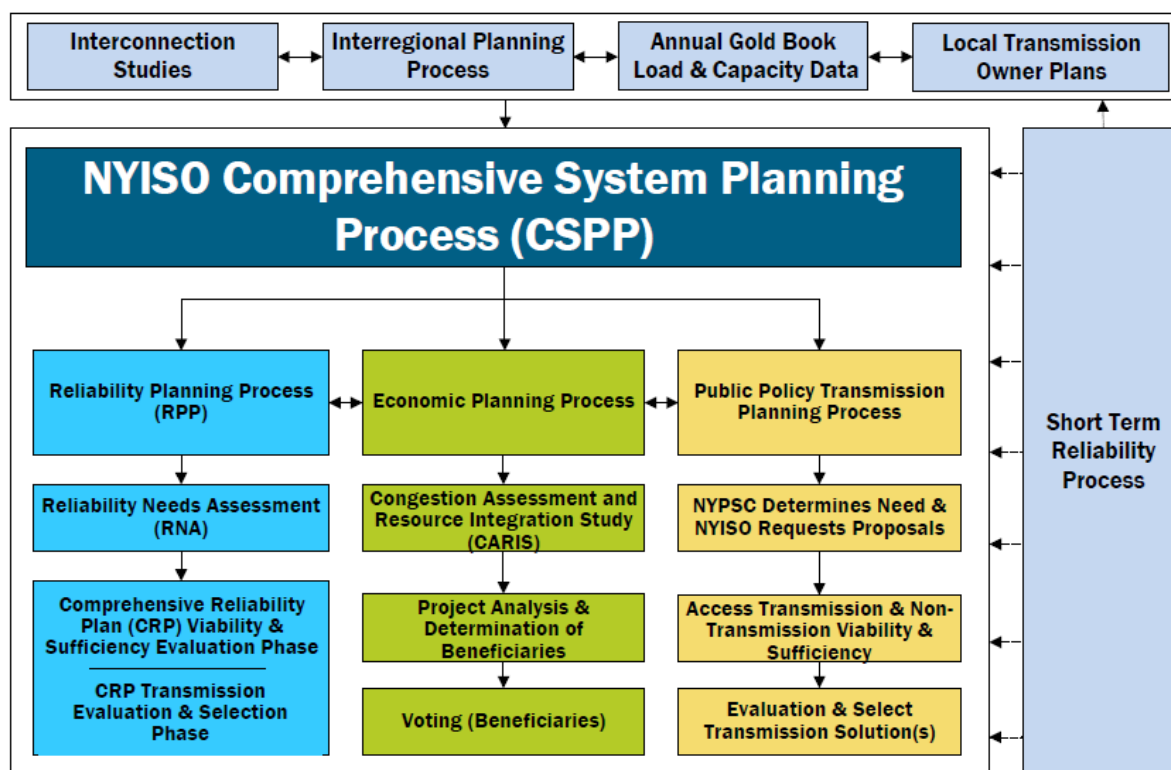 Interconnection
Studies
Interregional Planning
Process
Annual Gold Book
Load & Capacity Data
Local Transmission
Owner Plans
NYISO Comprehensive System Planning
Process (CSPP)
Reliability Planning Process
(RPP)
Economic Planning Process
Public Policy Transmission
Planning Process
Short Term
Reliability
Process
Reliability Needs Assessment
(RNA)
Congestion Assessment and
Resource Integration Study
(CARIS)
NYPSC Determines Need &
NYISO Requests Proposals
Comprehensive Reliability
Plan (CRP) Viability &
Sufficiency Evaluation Phase
CRP Transmission
Evaluation & Selection
Phase
Project Analysis &
Determination of
Beneficiaries
Access Transmission & Non-
Transmission Viability &
Sufficiency
Voting (Beneficiaries)
Evaluation & Select
Transmission Solution(s)